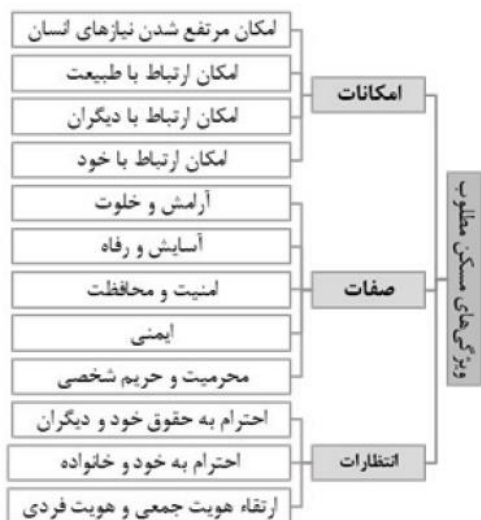 ویژگی‌های مسکن مطلوب
امکانات
امکان مرتفع شدن نیازهای انسان
امکان ارتباط با طبیعت
امکان ارتباط با دیگران
امکان ارتباط با خود
صفات
آرامش و خلوت
آسایش و رفاه
امنیت و محافظت
ایمنی
محرمیت و حریم شخصی
انتظارات
احترام به حقوق خود و دیگران
احترام به خود و خانواده
ارتقاء هویت جمعی و هویت فردی